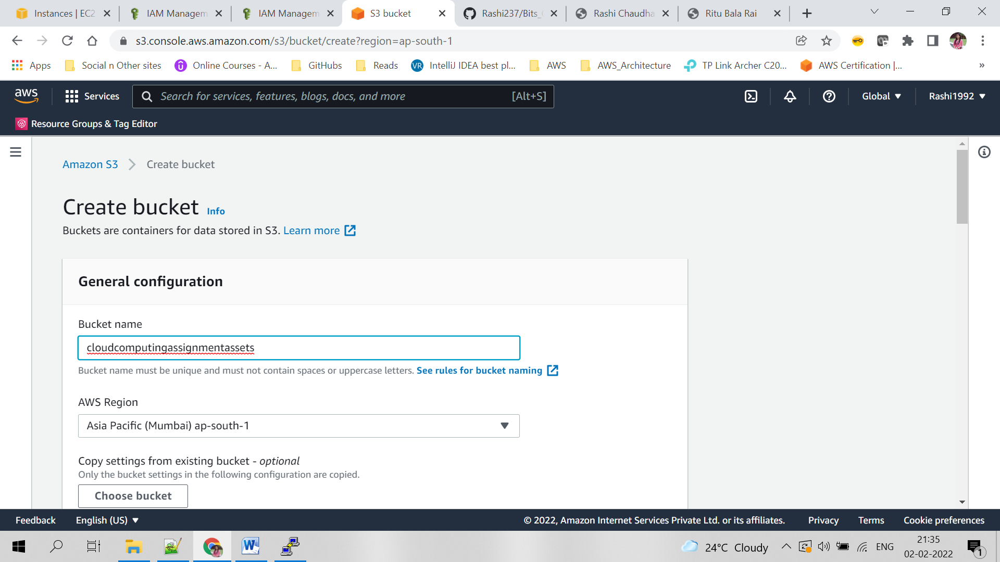 Instances | EC2
IAM Managem
IAM Managem
S3 bucket
Rashi237/Bits_
Rashi Chaudha
Ritu Bala Rai
s3.console.aws.amazon.com/s3/bucket/create?region=ap-south-1
Apps
Social n Other sites
Online Courses - A...
GitHubs
Reads
VR
IntelliJ IDEA best pl...
AWS
AWS_Architecture
TP Link Archer C20...
AWS Certification |...
»
aws
Services
Search for services, features, blogs, docs, and more
[Alt+S]
Global
Rashi1992
Resource Groups & Tag Editor
Amazon S3
Create bucket
Create bucket Info
Buckets are containers for data stored in S3. Learn more
General configuration
Bucket name
cloudcomputingassignmentassets
Bucket name must be unique and must not contain spaces or uppercase letters. See rules for bucket naming
AWS Region
Asia Pacific (Mumbai) ap-south-1
Copy settings from existing bucket - optional
Only the bucket settings in the following configuration are copied.
Choose bucket
Feedback
English (US)
© 2022, Amazon Internet Services Private Ltd. or its affiliates.
Privacy
Terms
Cookie preferences
24°C Cloudy
ENG
21:35
02-02-2022
1